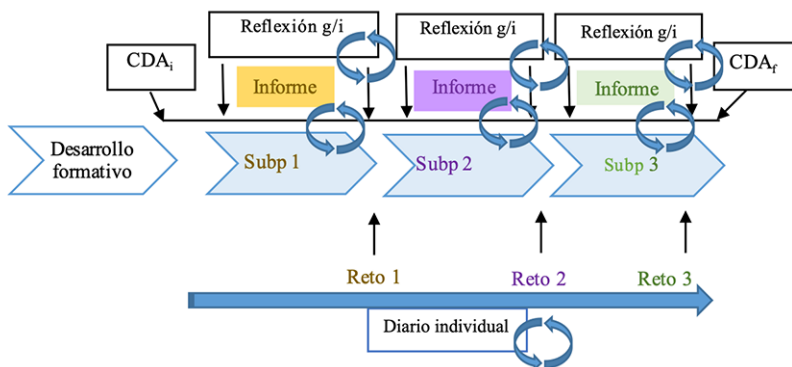 Reflexión g/i
Reflexión g/i
Reflexión g/i
CDAi
CDAf
Informe
Informe
Informe
Desarrollo
formativo
Subp 1
Subp 2
Subp 3
Reto 1
Reto 2
Reto 3
Diario individual